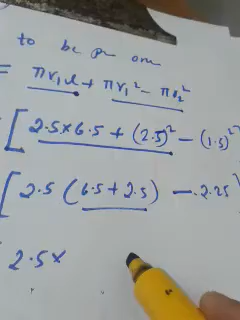 to be
= πr₁l + πr₁² − πr₂²
[ 2.5×6.5 + (2.5)² − (1.5)²
[ 2.5 ( 6.5 + 2.5 ) − 2.25 ]
2.5×